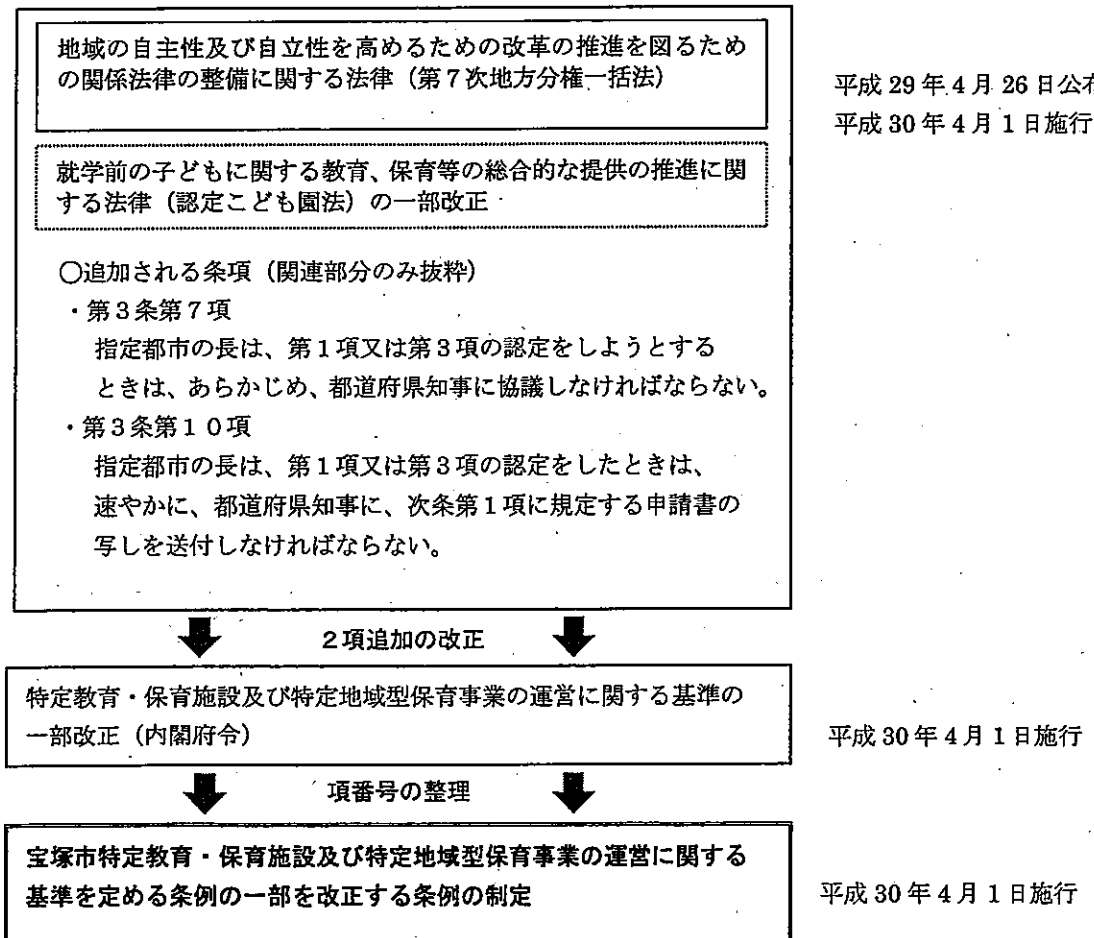 地域の自主性及び自立性を高めるための改革の推進を図るため
の関係法律の整備に関する法律（第７次地方分権一括法）
平成 29 年 4 月 26 日公布
平成 30 年 4 月 1 日施行
就学前の子どもに関する教育、保育等の総合的な提供の推進に関
する法律（認定こども園法）の一部改正
○追加される条項（関連部分のみ抜粋）
・第３条第７項
指定都市の長は、第１項又は第３項の認定をしようとする
ときは、あらかじめ、都道府県知事に協議しなければならない。
・第３条第１０項
指定都市の長は、第１項又は第３項の認定をしたときは、
速やかに、都道府県知事に、次条第１項に規定する申請書の
写しを送付しなければならない。
２項追加の改正
特定教育・保育施設及び特定地域型保育事業の運営に関する基準の
一部改正（内閣府令）
平成 30 年 4 月 1 日施行
項番号の整理
宝塚市特定教育・保育施設及び特定地域型保育事業の運営に関する
基準を定める条例の一部を改正する条例の制定
平成 30 年 4 月 1 日施行